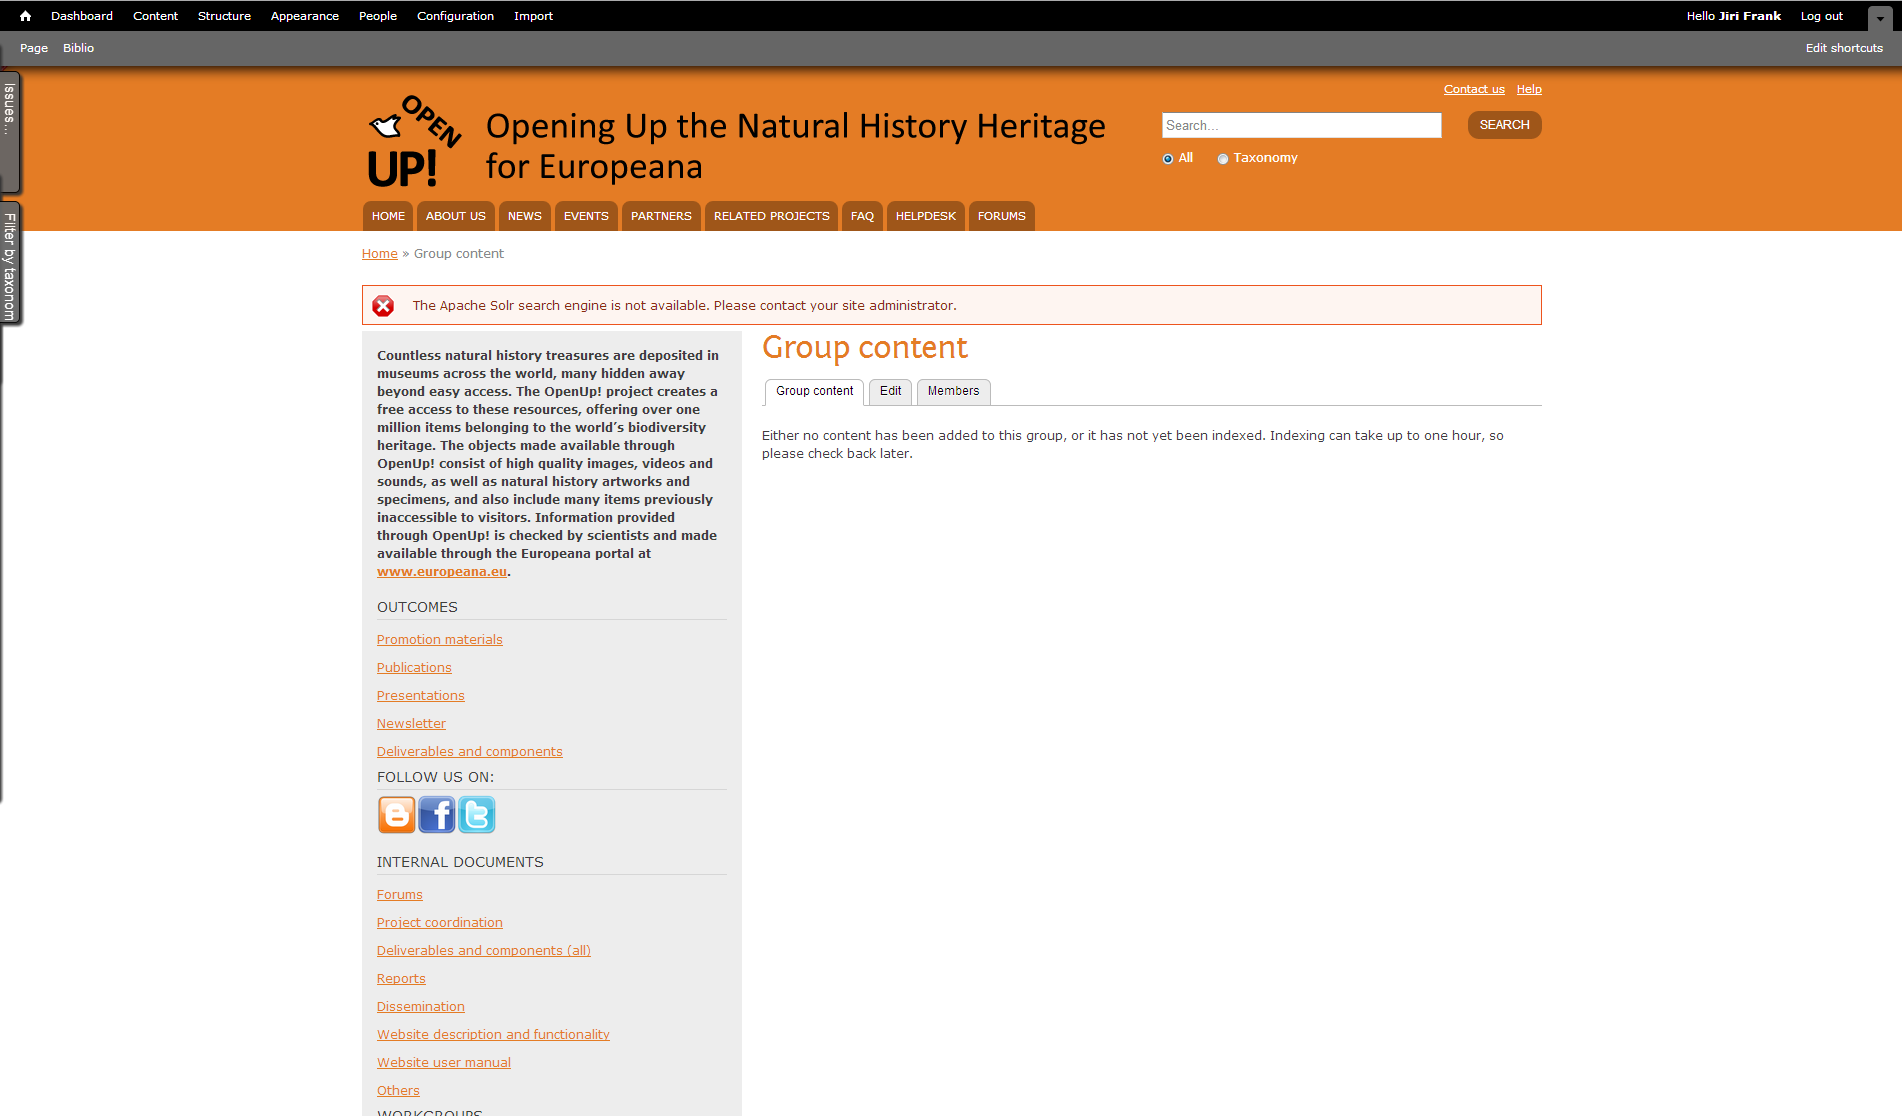 Dashboard Content Structure Appearance People Configuration Import Hello Jiri Frank Log out
Page Biblio Edit shortcuts
Issues...
Filter by taxonom
Contact us Help
OPEN
UP!
Opening Up the Natural History Heritage
for Europeana
Search... SEARCH
All Taxonomy
HOME ABOUT US NEWS EVENTS PARTNERS RELATED PROJECTS FAQ HELPDESK FORUMS
Home » Group content
The Apache Solr search engine is not available. Please contact your site administrator.
Countless natural history treasures are deposited in
museums across the world, many hidden away
beyond easy access. The OpenUp! project creates a
free access to these resources, offering over one
million items belonging to the world's biodiversity
heritage. The objects made available through
OpenUp! consist of high quality images, videos and
sounds, as well as natural history artworks and
specimens, and also include many items previously
inaccessible to visitors. Information provided
through OpenUp! is checked by scientists and made
available through the Europeana portal at
www.europeana.eu.
OUTCOMES
Promotion materials
Publications
Presentations
Newsletter
Deliverables and components
FOLLOW US ON:
INTERNAL DOCUMENTS
Forums
Project coordination
Deliverables and components (all)
Reports
Dissemination
Website description and functionality
Website user manual
Others
WORKGROUPS
Group content
Group content Edit Members
Either no content has been added to this group, or it has not yet been indexed. Indexing can take up to one hour, so
please check back later.